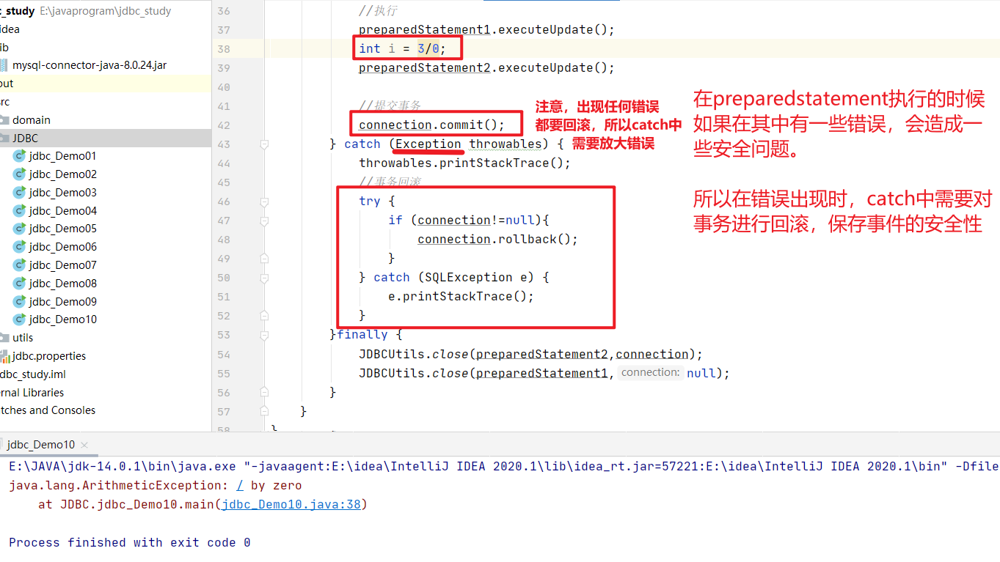 :_study E:\javaprogram\jdbc_study
idea
ib
mysql-connector-java-8.0.24.jar
out
rc
domain
JDBC
jdbc_Demo01
jdbc_Demo02
jdbc_Demo03
jdbc_Demo04
jdbc_Demo05
jdbc_Demo06
jdbc_Demo07
jdbc_Demo08
jdbc_Demo09
jdbc_Demo10
utils
jdbc.properties
dbc_study.iml
ernal Libraries
tches and Consoles
36 //执行
37 preparedStatement1.executeUpdate();
38 int i = 3/0;
39 preparedStatement2.executeUpdate();
40
41 //提交事务
42 connection.commit();
43 } catch (Exception throwables) {
44 throwables.printStackTrace();
45 //事务回滚
46 try {
47 if (connection!=null){
48 connection.rollback();
49 }
50 } catch (SQLException e) {
51 e.printStackTrace();
52 }
53 }finally {
54 JDBCUtils.close(preparedStatement2,connection);
55 JDBCUtils.close(preparedStatement1, connection: null);
56 }
57 }
58 }
注意，出现任何错误
都要回滚，所以catch中
需要放大错误
在preparedstatement执行的时候
如果在其中有一些错误，会造成一
些安全问题。
所以在错误出现时，catch中需要对
事务进行回滚，保存事件的安全性
jdbc_Demo10 ×
E:\JAVA\jdk-14.0.1\bin\java.exe "-javaagent:E:\idea\IntelliJ IDEA 2020.1\lib\idea_rt.jar=57221:E:\idea\IntelliJ IDEA 2020.1\bin" -Dfile
java.lang.ArithmeticException: / by zero
at JDBC.jdbc_Demo10.main(jdbc_Demo10.java:38)
Process finished with exit code 0